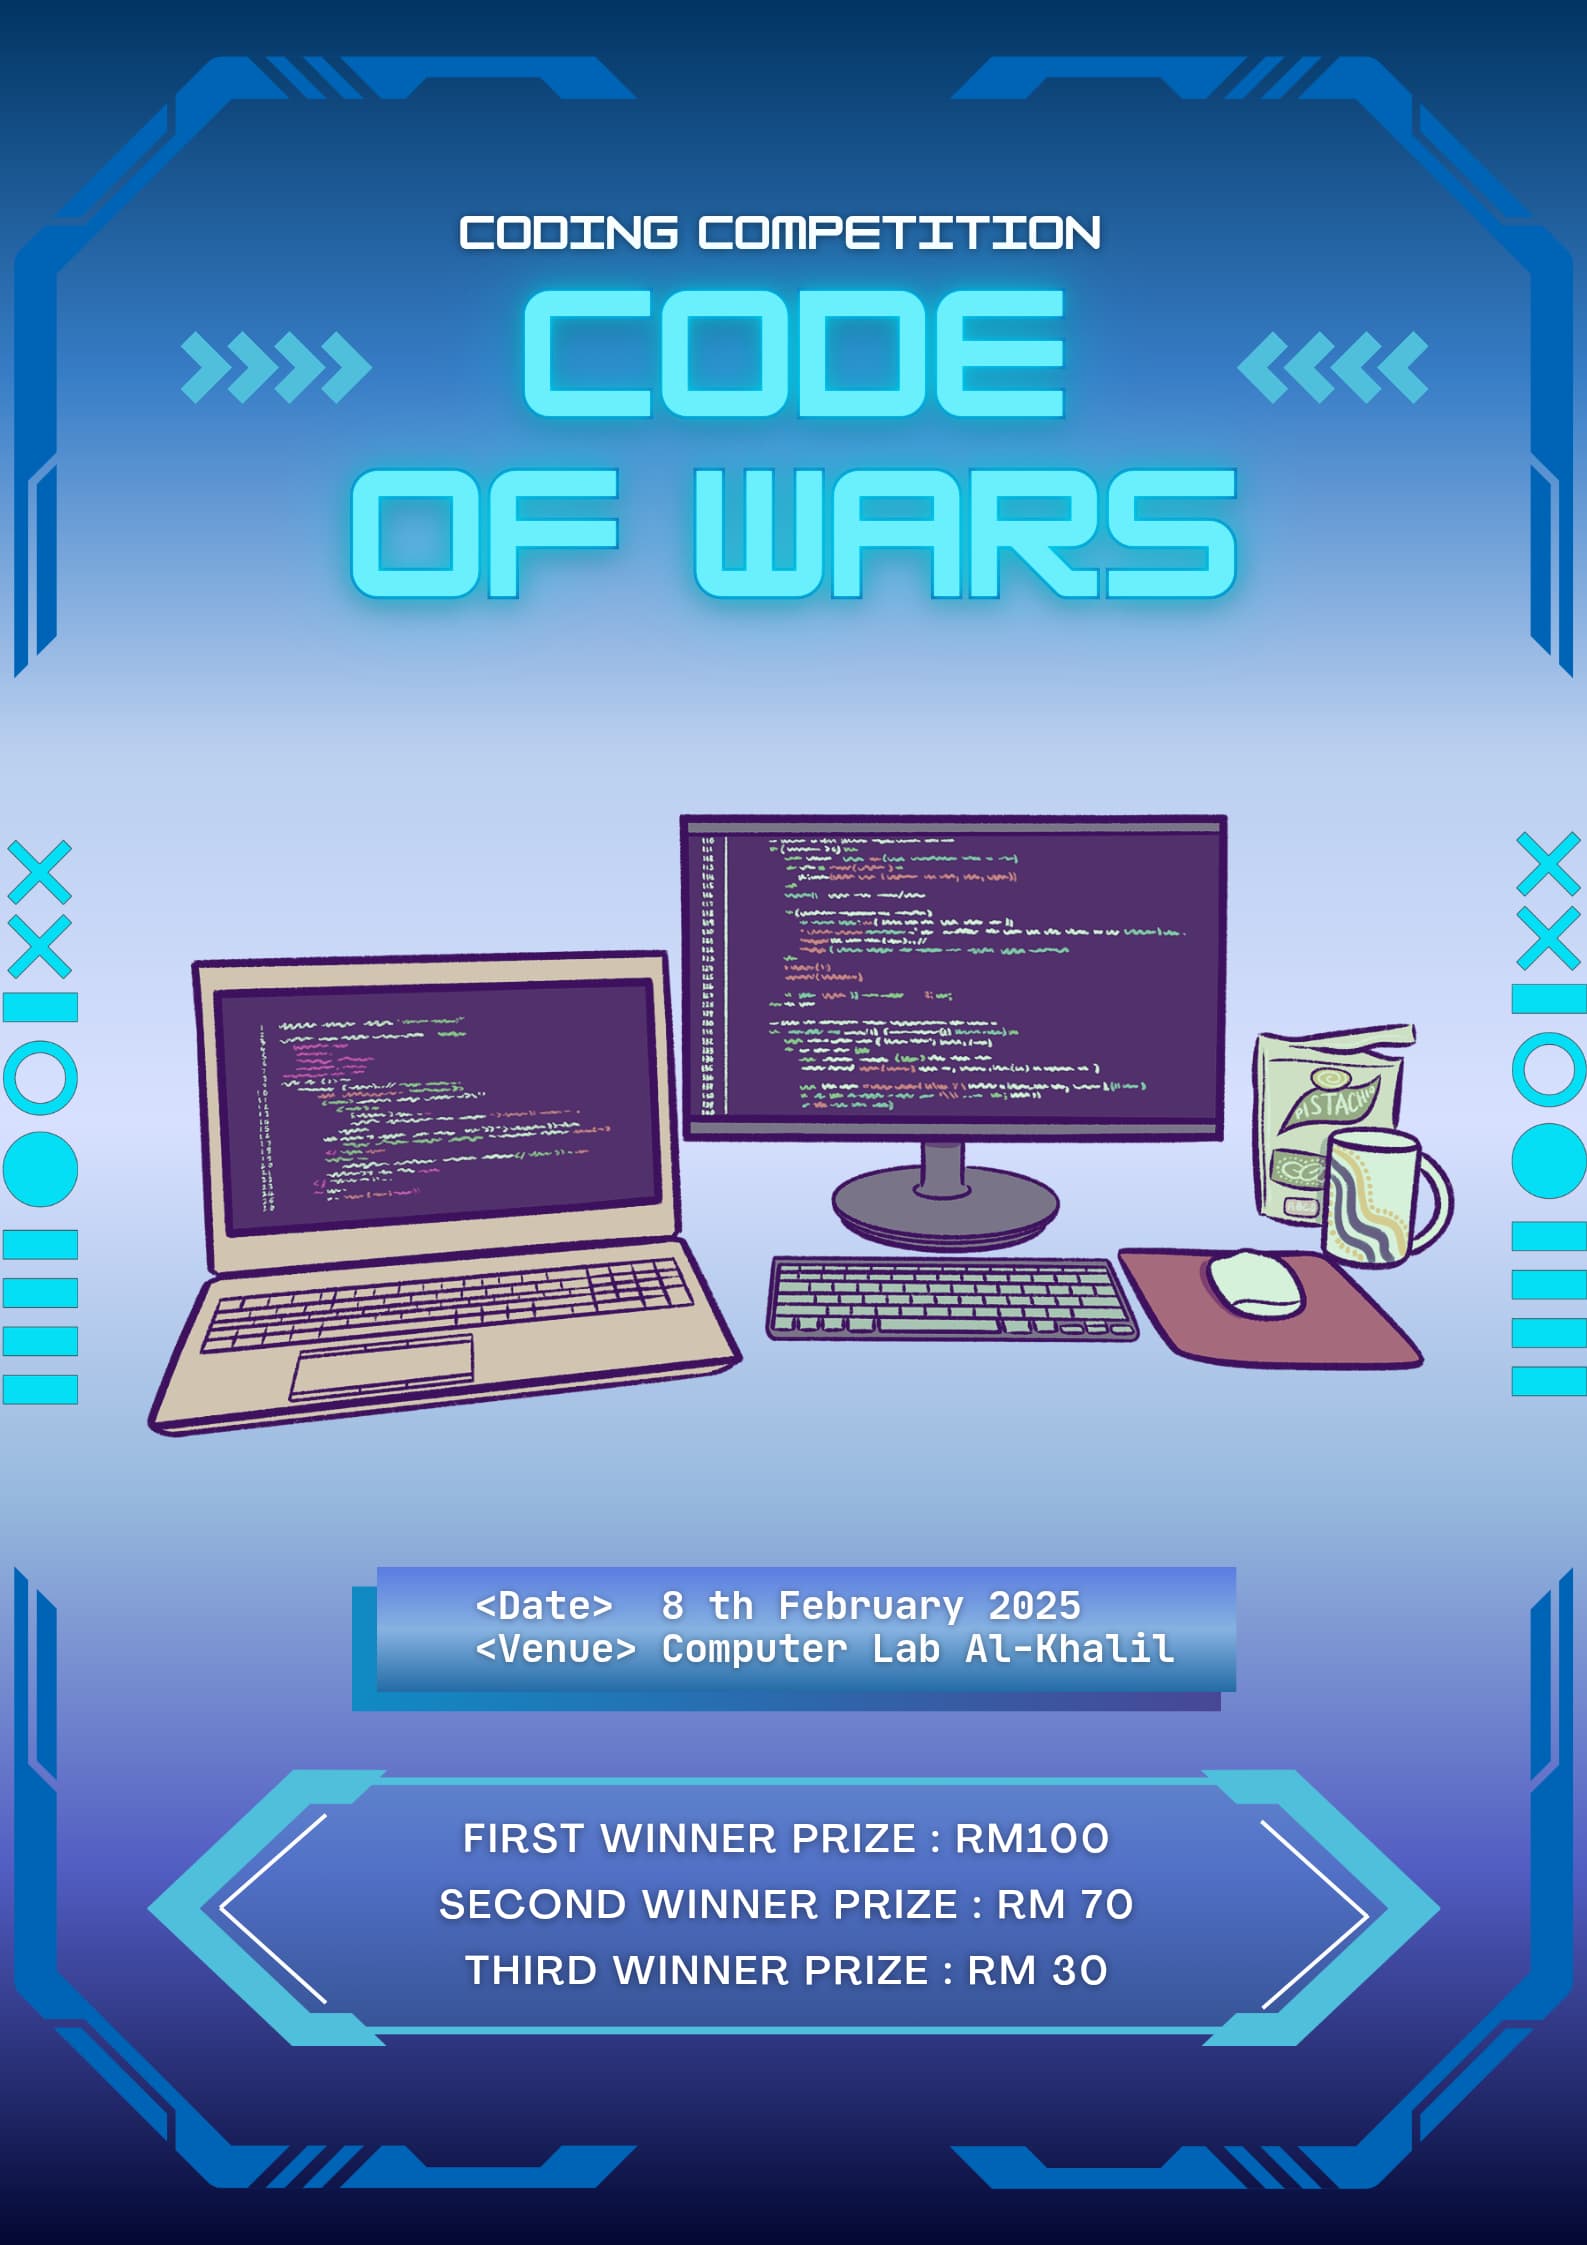 CODING COMPETITION
CODE
OF WARS
PISTACHIO
<Date> 8 th February 2025
<Venue> Computer Lab Al-Khalil
FIRST WINNER PRIZE : RM100
SECOND WINNER PRIZE : RM 70
THIRD WINNER PRIZE : RM 30